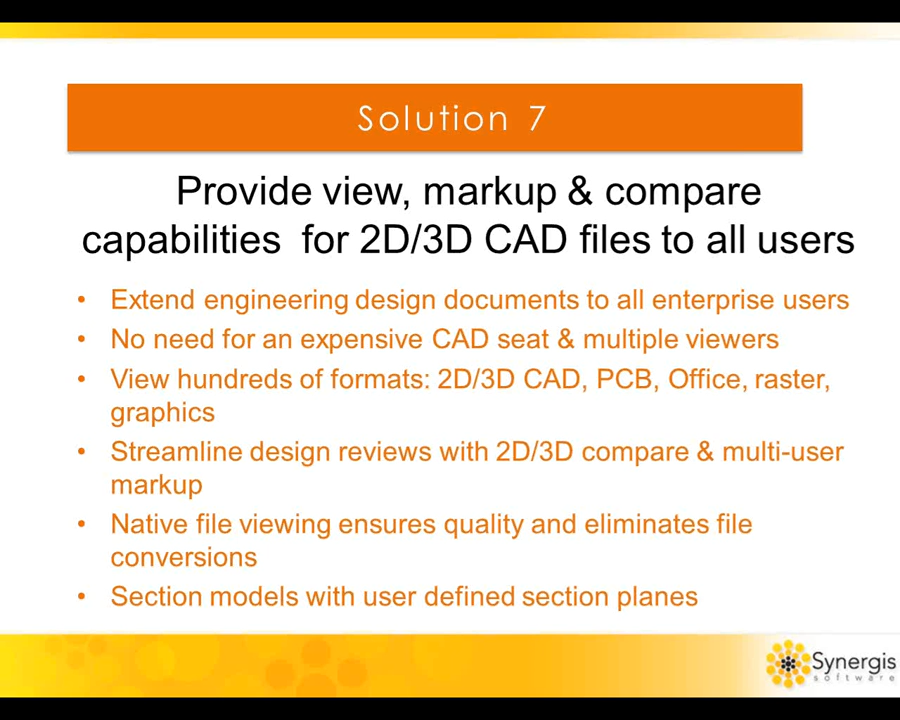 Solution 7
Provide view, markup & compare
capabilities for 2D/3D CAD files to all users
• Extend engineering design documents to all enterprise users
• No need for an expensive CAD seat & multiple viewers
• View hundreds of formats: 2D/3D CAD, PCB, Office, raster,
graphics
• Streamline design reviews with 2D/3D compare & multi-user
markup
• Native file viewing ensures quality and eliminates file
conversions
• Section models with user defined section planes
Synergis
software